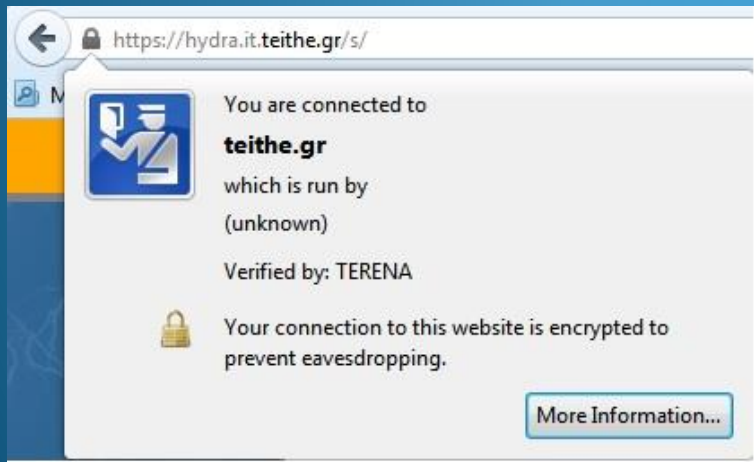 https://hydra.it.teithe.gr/s/
M
You are connected to
teithe.gr
which is run by
(unknown)
Verified by: TERENA
Your connection to this website is encrypted to
prevent eavesdropping.
More Information...